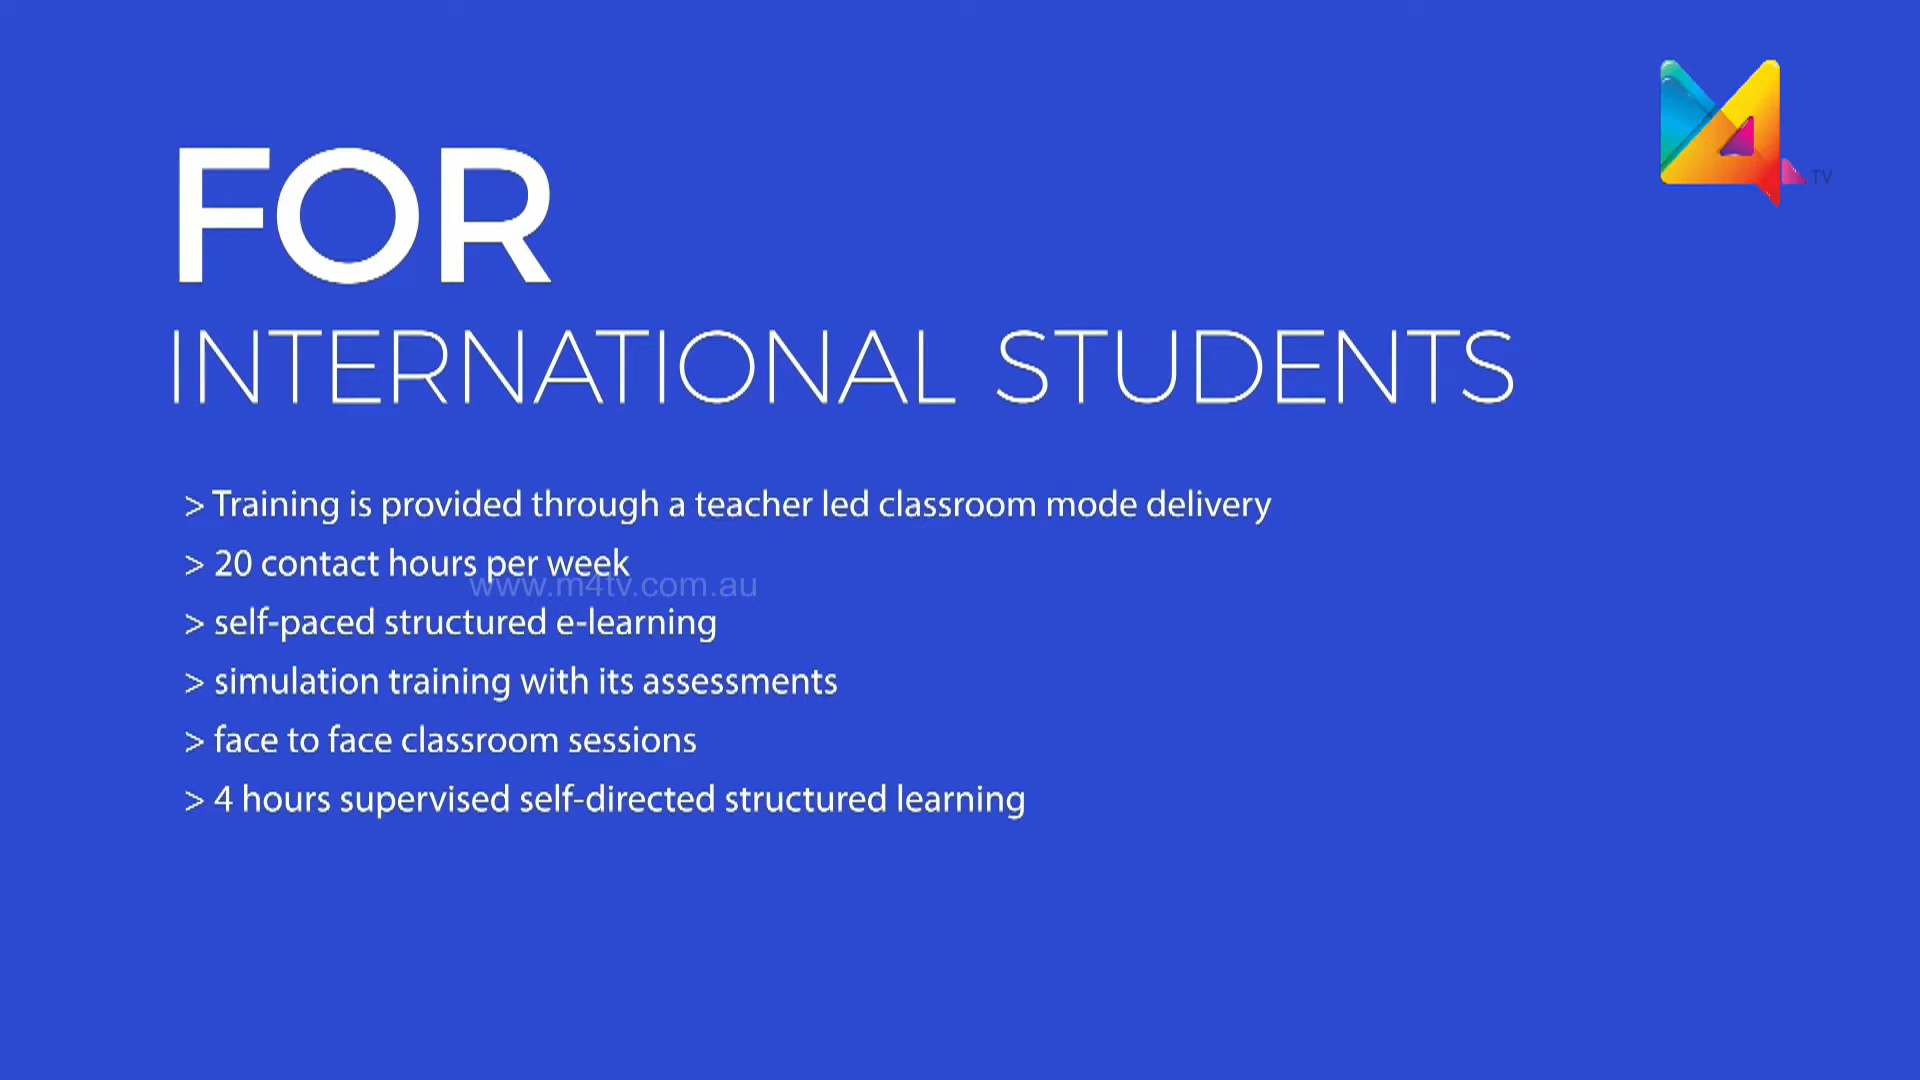 TV
FOR
INTERNATIONAL STUDENTS
> Training is provided through a teacher led classroom mode delivery
> 20 contact hours per week
www.m4tv.com.au
> self-paced structured e-learning
> simulation training with its assessments
> face to face classroom sessions
> 4 hours supervised self-directed structured learning